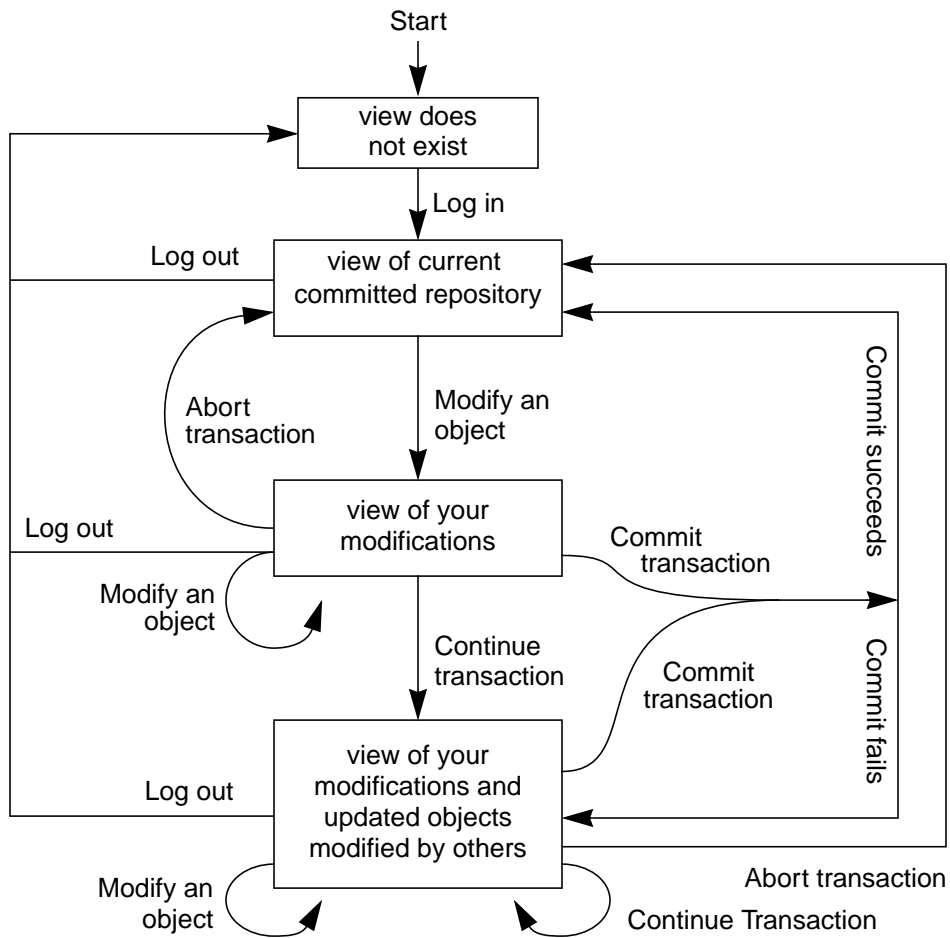 Start
view does
not exist
Log in
Log out
view of current
committed repository
Abort
transaction
Modify an
object
Commit succeeds
Log out
view of your
modifications
Commit
transaction
Modify an
object
Continue
transaction
Commit
transaction
Commit fails
Log out
view of your
modifications and
updated objects
modified by others
Modify an
object
Abort transaction
Continue Transaction